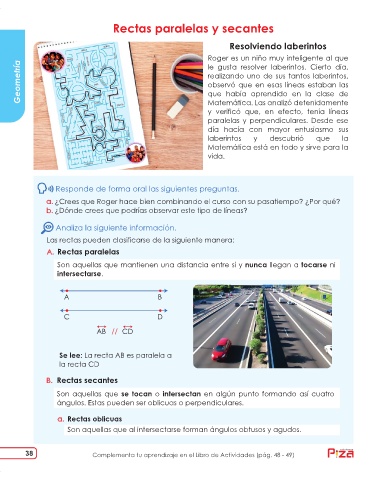 Rectas paralelas y secantes
Resolviendo laberintos
Roger es un niño muy inteligente al que
le gusta resolver laberintos. Cierto día,
realizando uno de sus tantos laberintos,
observó que en esas líneas estaban las
que había aprendido en la clase de
Matemática. Las analizó detenidamente
y verificó que, en efecto, tenía líneas
paralelas y perpendiculares. Desde ese
día hacía con mayor entusiasmo sus
laberintos y descubrió que la
Matemática está en todo y sirve para la
vida.
Geometría
Responde de forma oral las siguientes preguntas.
a. ¿Crees que Roger hace bien combinando el curso con su pasatiempo? ¿Por qué?
b. ¿Dónde crees que podrías observar este tipo de líneas?
Analiza la siguiente información.
Las rectas pueden clasificarse de la siguiente manera:
A. Rectas paralelas
Son aquellas que mantienen una distancia entre sí y nunca llegan a tocarse ni
intersectarse.
A B
C D
AB // CD
Se lee: La recta AB es paralela a
la recta CD
B. Rectas secantes
Son aquellas que se tocan o intersectan en algún punto formando así cuatro
ángulos. Estas pueden ser oblicuas o perpendiculares.
a. Rectas oblicuas
Son aquellas que al intersectarse forman ángulos obtusos y agudos.
38
Complementa tu aprendizaje en el Libro de Actividades (pág. 48 - 49)
Piza